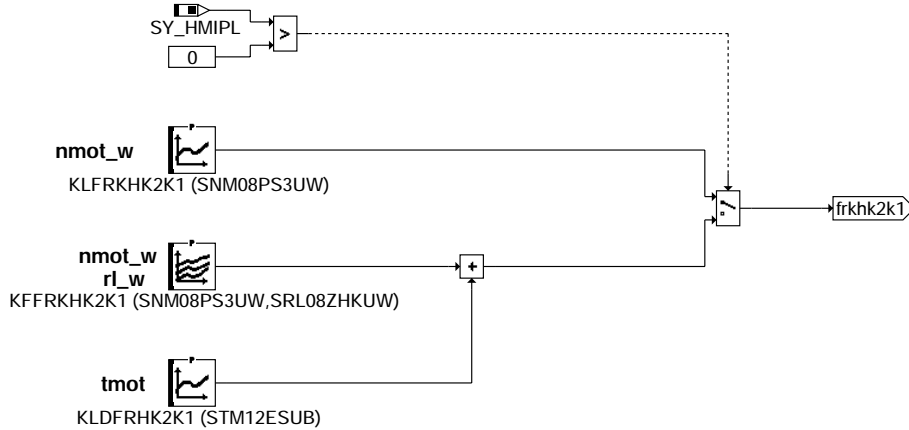 SY_HMIPL
>
0
P
nmot_w
KLFRKHK2K1 (SNM08PS3UW)
frkhk2k1
P
nmot_w
rl_w
+
KFFRKHK2K1 (SNM08PS3UW,SRL08ZHKUW)
P
tmot
KLDFRHK2K1 (STM12ESUB)